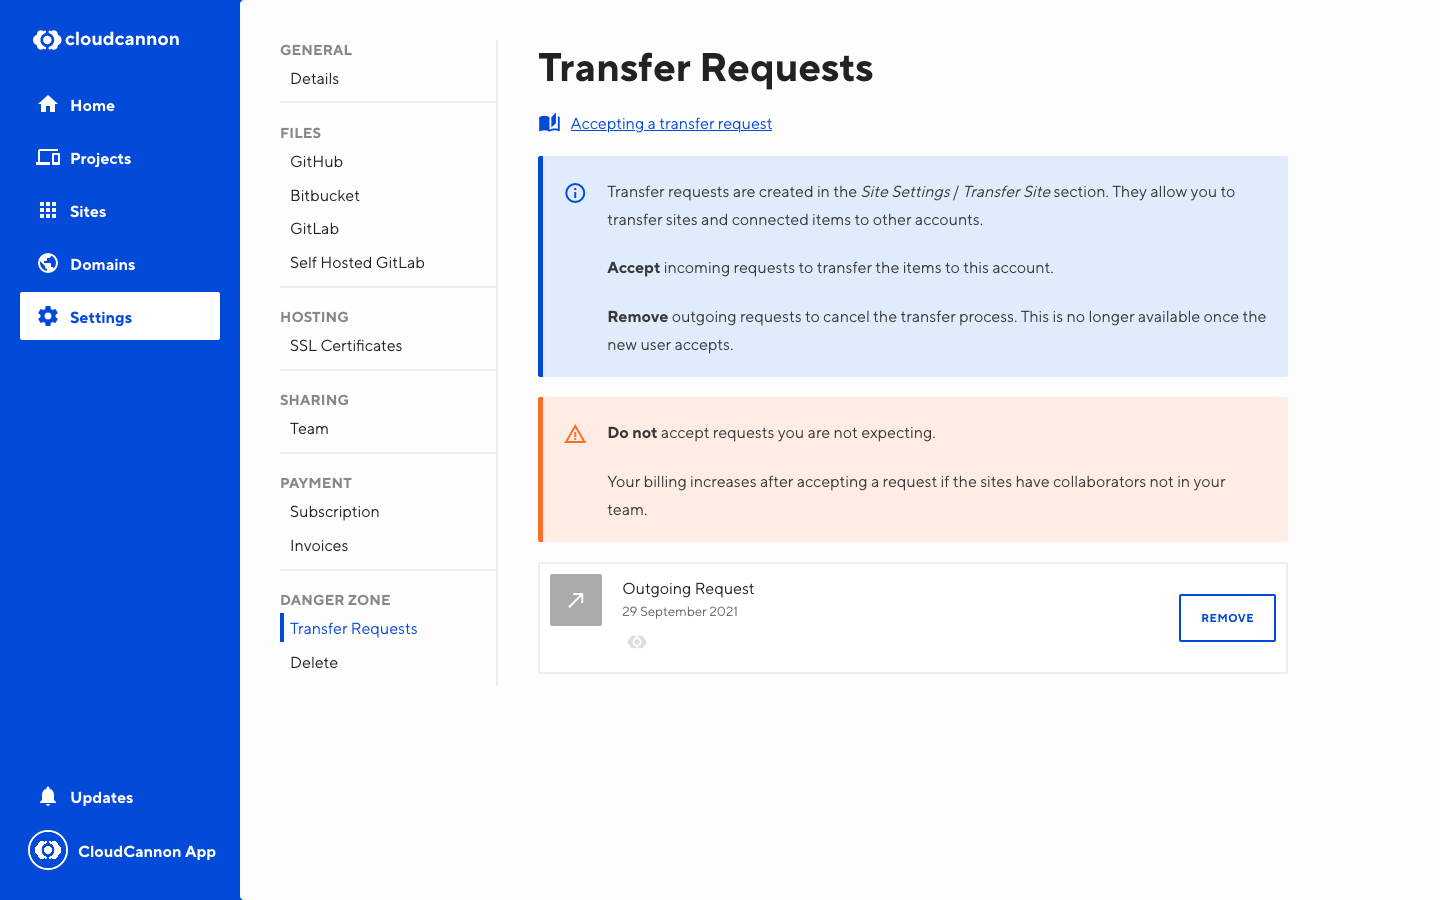 cloudcannon
Home
Projects
Sites
Domains
Settings
Updates
CloudCannon App
GENERAL
Details
FILES
GitHub
Bitbucket
GitLab
Self Hosted GitLab
HOSTING
SSL Certificates
SHARING
Team
PAYMENT
Subscription
Invoices
DANGER ZONE
Transfer Requests
Delete
Transfer Requests
Accepting a transfer request
Transfer requests are created in the Site Settings / Transfer Site section. They allow you to
transfer sites and connected items to other accounts.
Accept incoming requests to transfer the items to this account.
Remove outgoing requests to cancel the transfer process. This is no longer available once the
new user accepts.
Do not accept requests you are not expecting.
Your billing increases after accepting a request if the sites have collaborators not in your
team.
Outgoing Request
29 September 2021
REMOVE